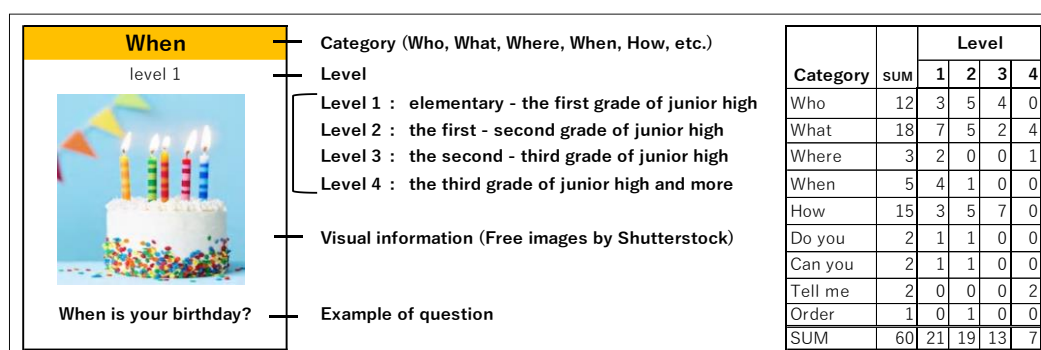 When
level 1
When is your birthday?
Category (Who, What, Where, When, How, etc.)
Level
Level 1 : elementary - the first grade of junior high
Level 2 : the first - second grade of junior high
Level 3 : the second - third grade of junior high
Level 4 : the third grade of junior high and more
Visual information (Free images by Shutterstock)
Example of question
Level
Category SUM 1 2 3 4
Who 12 3 5 4 0
What 18 7 5 2 4
Where 3 2 0 0 1
When 5 4 1 0 0
How 15 3 5 7 0
Do you 2 1 1 0 0
Can you 2 1 1 0 0
Tell me 2 0 0 0 2
Order 1 0 1 0 0
SUM 60 21 19 13 7